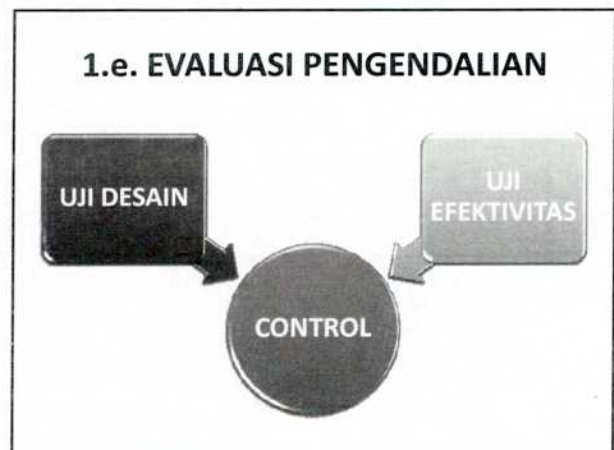 1.e. EVALUASI PENGENDALIAN
UJI DESAIN
UJI
EFEKTIVITAS
CONTROL